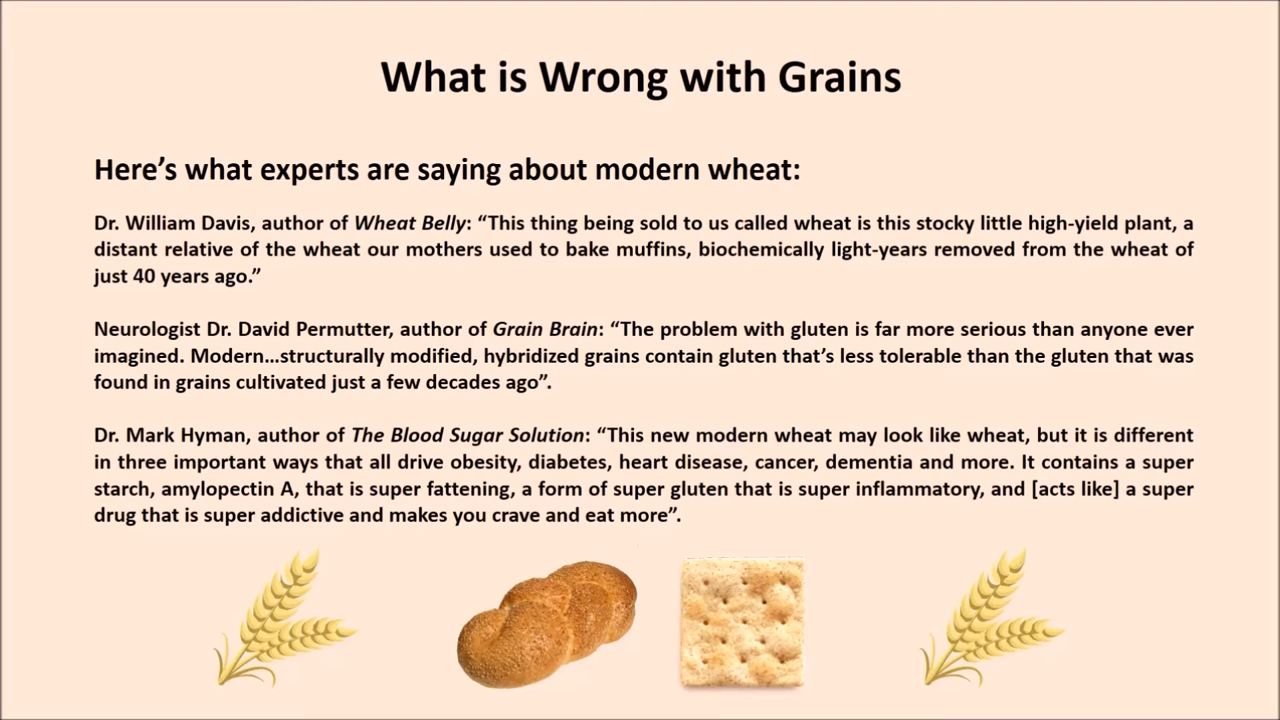 What is Wrong with Grains
Here’s what experts are saying about modern wheat:
Dr. William Davis, author of Wheat Belly: “This thing being sold to us called wheat is this stocky little high-yield plant, a
distant relative of the wheat our mothers used to bake muffins, biochemically light-years removed from the wheat of
just 40 years ago.”
Neurologist Dr. David Permutter, author of Grain Brain: “The problem with gluten is far more serious than anyone ever
imagined. Modern…structurally modified, hybridized grains contain gluten that’s less tolerable than the gluten that was
found in grains cultivated just a few decades ago”.
Dr. Mark Hyman, author of The Blood Sugar Solution: “This new modern wheat may look like wheat, but it is different
in three important ways that all drive obesity, diabetes, heart disease, cancer, dementia and more. It contains a super
starch, amylopectin A, that is super fattening, a form of super gluten that is super inflammatory, and [acts like] a super
drug that is super addictive and makes you crave and eat more”.